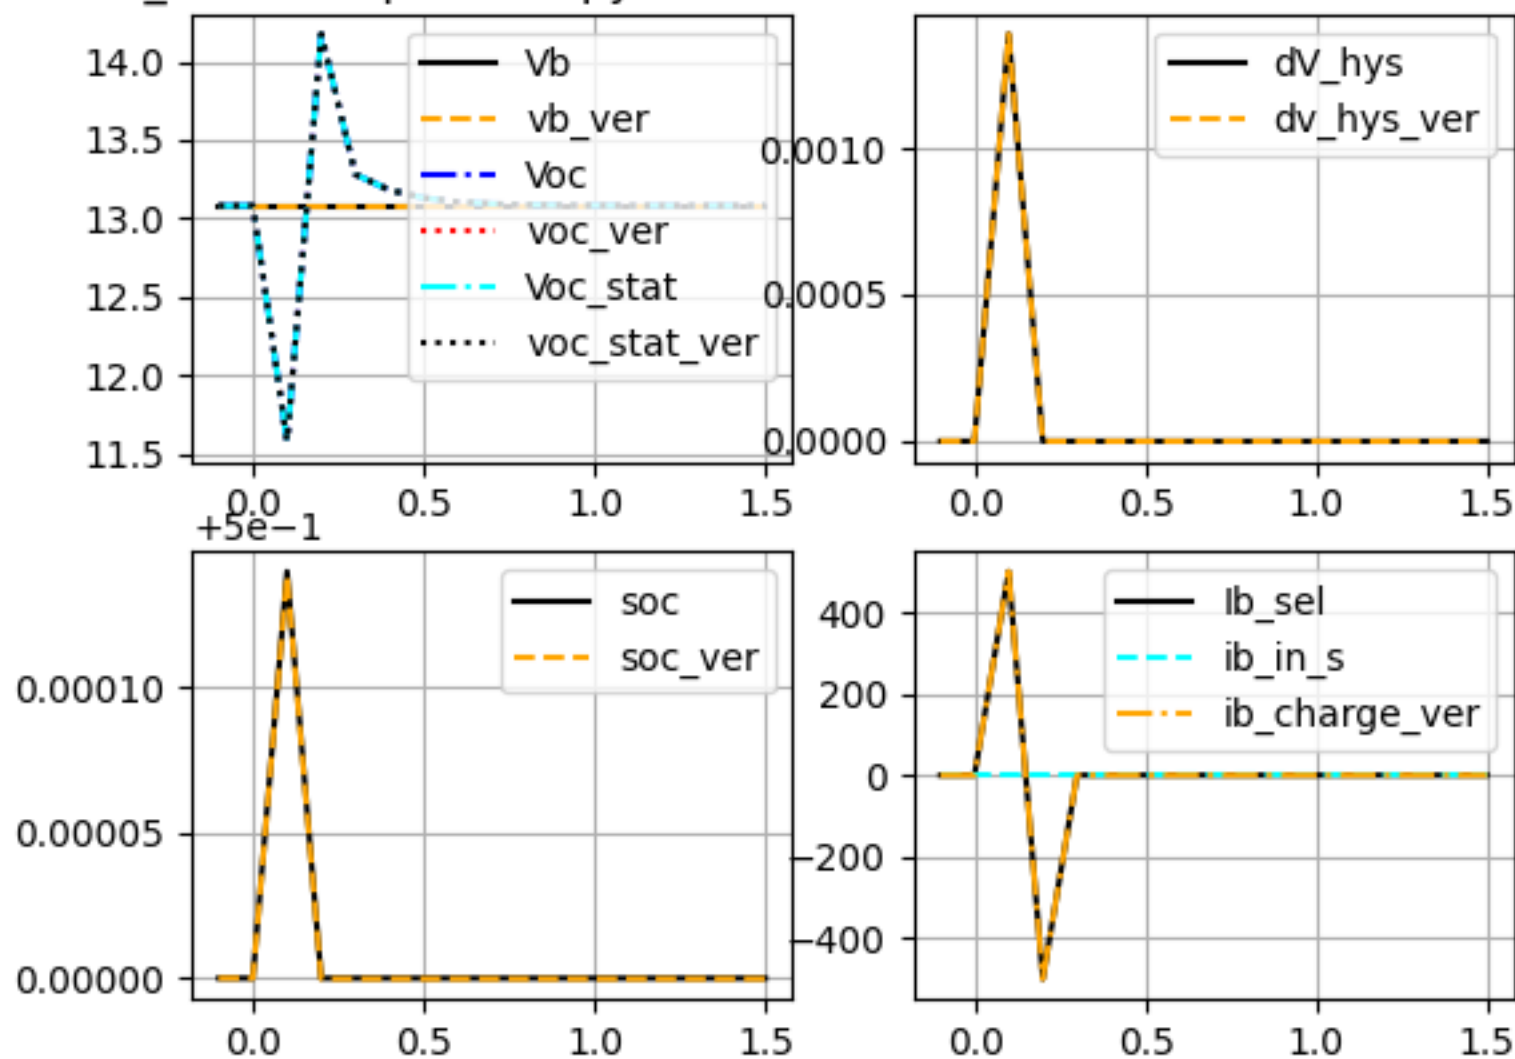 14.0
13.5
13.0
12.5
12.0
11.5
Vb
vb_ver
Voc
voc_ver
Voc_stat
voc_stat_ver
0.0 0.5 1.0 1.5
0.0010
0.0005
0.0000
dV_hys
dv_hys_ver
0.0 0.5 1.0 1.5
+5e−1
0.00010
0.00005
0.00000
soc
soc_ver
0.0 0.5 1.0 1.5
400
200
0
−200
−400
Ib_sel
ib_in_s
ib_charge_ver
0.0 0.5 1.0 1.5